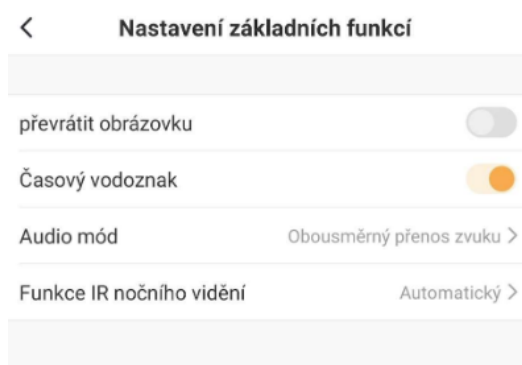 Nastavení základních funkcí
převrátit obrázovku
Časový vodoznak
Audio mód Obousměrný přenos zvuku
Funkce IR nočního vidění Automatický